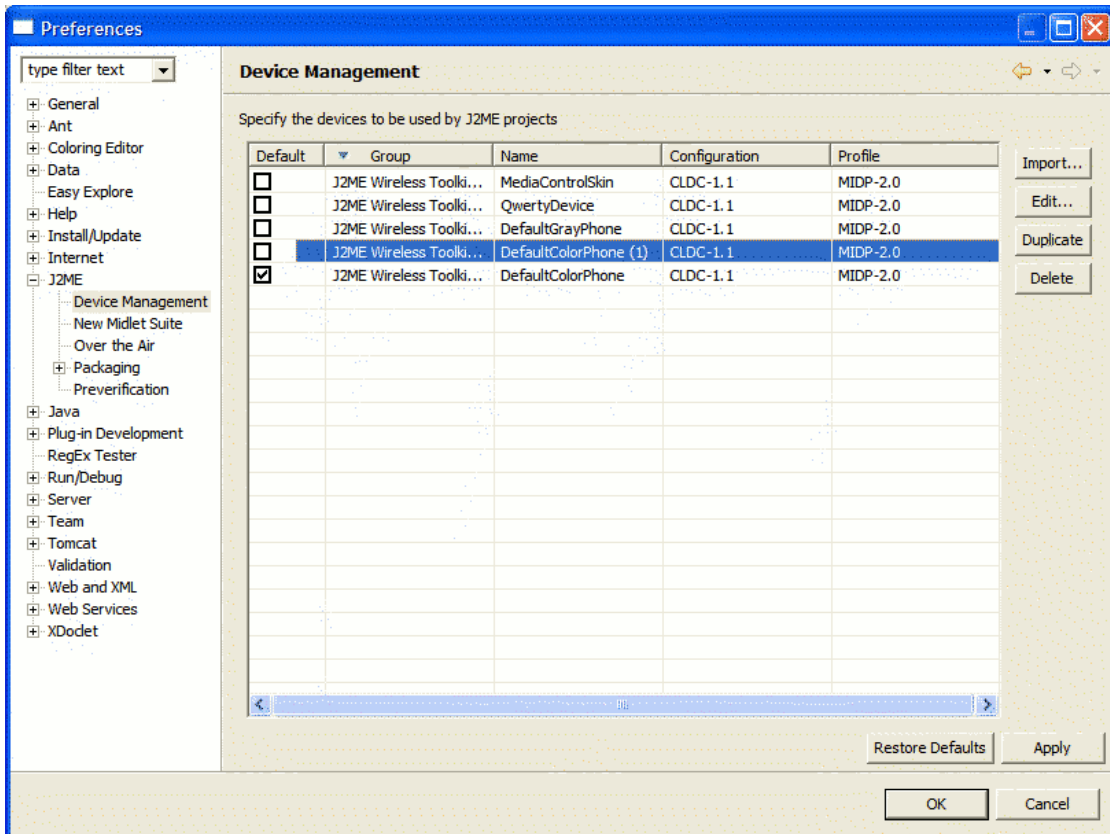 Preferences
type filter text
General
Ant
Coloring Editor
Data
Easy Explore
Help
Install/Update
Internet
J2ME
Device Management
New Midlet Suite
Over the Air
Packaging
Preverification
Java
Plug-in Development
RegEx Tester
Run/Debug
Server
Team
Tomcat
Validation
Web and XML
Web Services
XDoclet
Device Management
Specify the devices to be used by J2ME projects
Default Group Name Configuration Profile
J2ME Wireless Toolki... MediaControlSkin CLDC-1.1 MIDP-2.0
J2ME Wireless Toolki... QwertyDevice CLDC-1.1 MIDP-2.0
J2ME Wireless Toolki... DefaultGrayPhone CLDC-1.1 MIDP-2.0
J2ME Wireless Toolki... DefaultColorPhone (1) CLDC-1.1 MIDP-2.0
J2ME Wireless Toolki... DefaultColorPhone CLDC-1.1 MIDP-2.0
Import...
Edit...
Duplicate
Delete
Restore Defaults Apply
OK Cancel